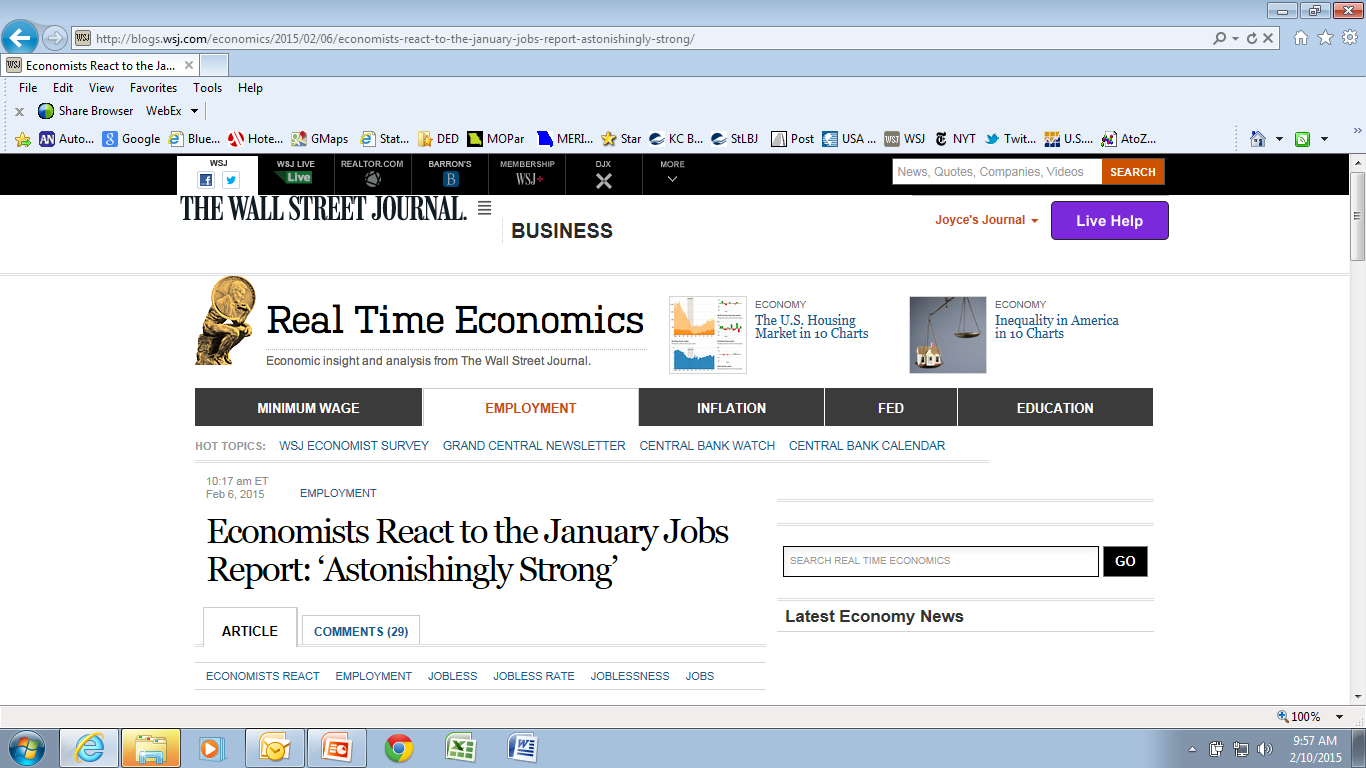 http://blogs.wsj.com/economics/2015/02/06/economists-react-to-the-january-jobs-report-astonishingly-strong/
WSJ Economists React to the Ja...
File Edit View Favorites Tools Help
x Share Browser WebEx
AN Auto... Google Blue... Hote... GMaps Stat... DED MOPar MERI... Star KC B... StLBJ Post USA ... WSJ NYT Twit... U.S.... AtoZ...
WSJ WSJ LIVE REALTOR.COM BARRON'S MEMBERSHIP DJX MORE
Live B WSJ+
News, Quotes, Companies, Videos SEARCH
THE WALL STREET JOURNAL.
BUSINESS
Joyce's Journal Live Help
Real Time Economics
Economic insight and analysis from The Wall Street Journal.
ECONOMY
The U.S. Housing
Market in 10 Charts
ECONOMY
Inequality in America
in 10 Charts
MINIMUM WAGE EMPLOYMENT INFLATION FED EDUCATION
HOT TOPICS: WSJ ECONOMIST SURVEY GRAND CENTRAL NEWSLETTER CENTRAL BANK WATCH CENTRAL BANK CALENDAR
10:17 am ET
Feb 6, 2015 EMPLOYMENT
Economists React to the January Jobs
Report: ‘Astonishingly Strong’
SEARCH REAL TIME ECONOMICS GO
Latest Economy News
ARTICLE COMMENTS (29)
ECONOMISTS REACT EMPLOYMENT JOBLESS JOBLESS RATE JOBLESSNESS JOBS
100%
9:57 AM
2/10/2015